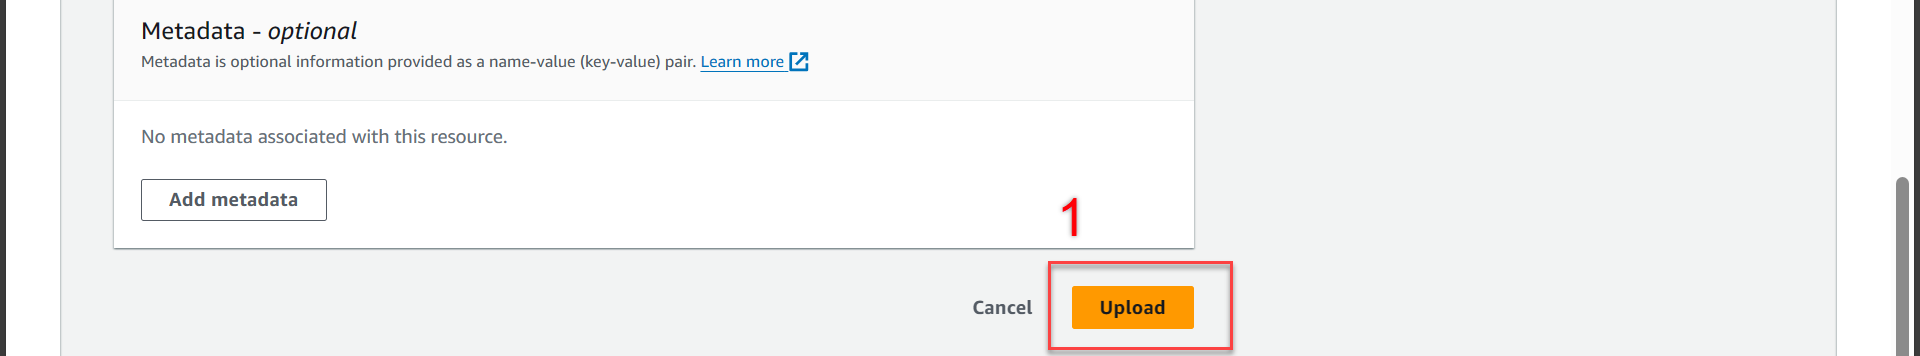 Metadata - optional
Metadata is optional information provided as a name-value (key-value) pair. Learn more
No metadata associated with this resource.
Add metadata
1
Cancel Upload